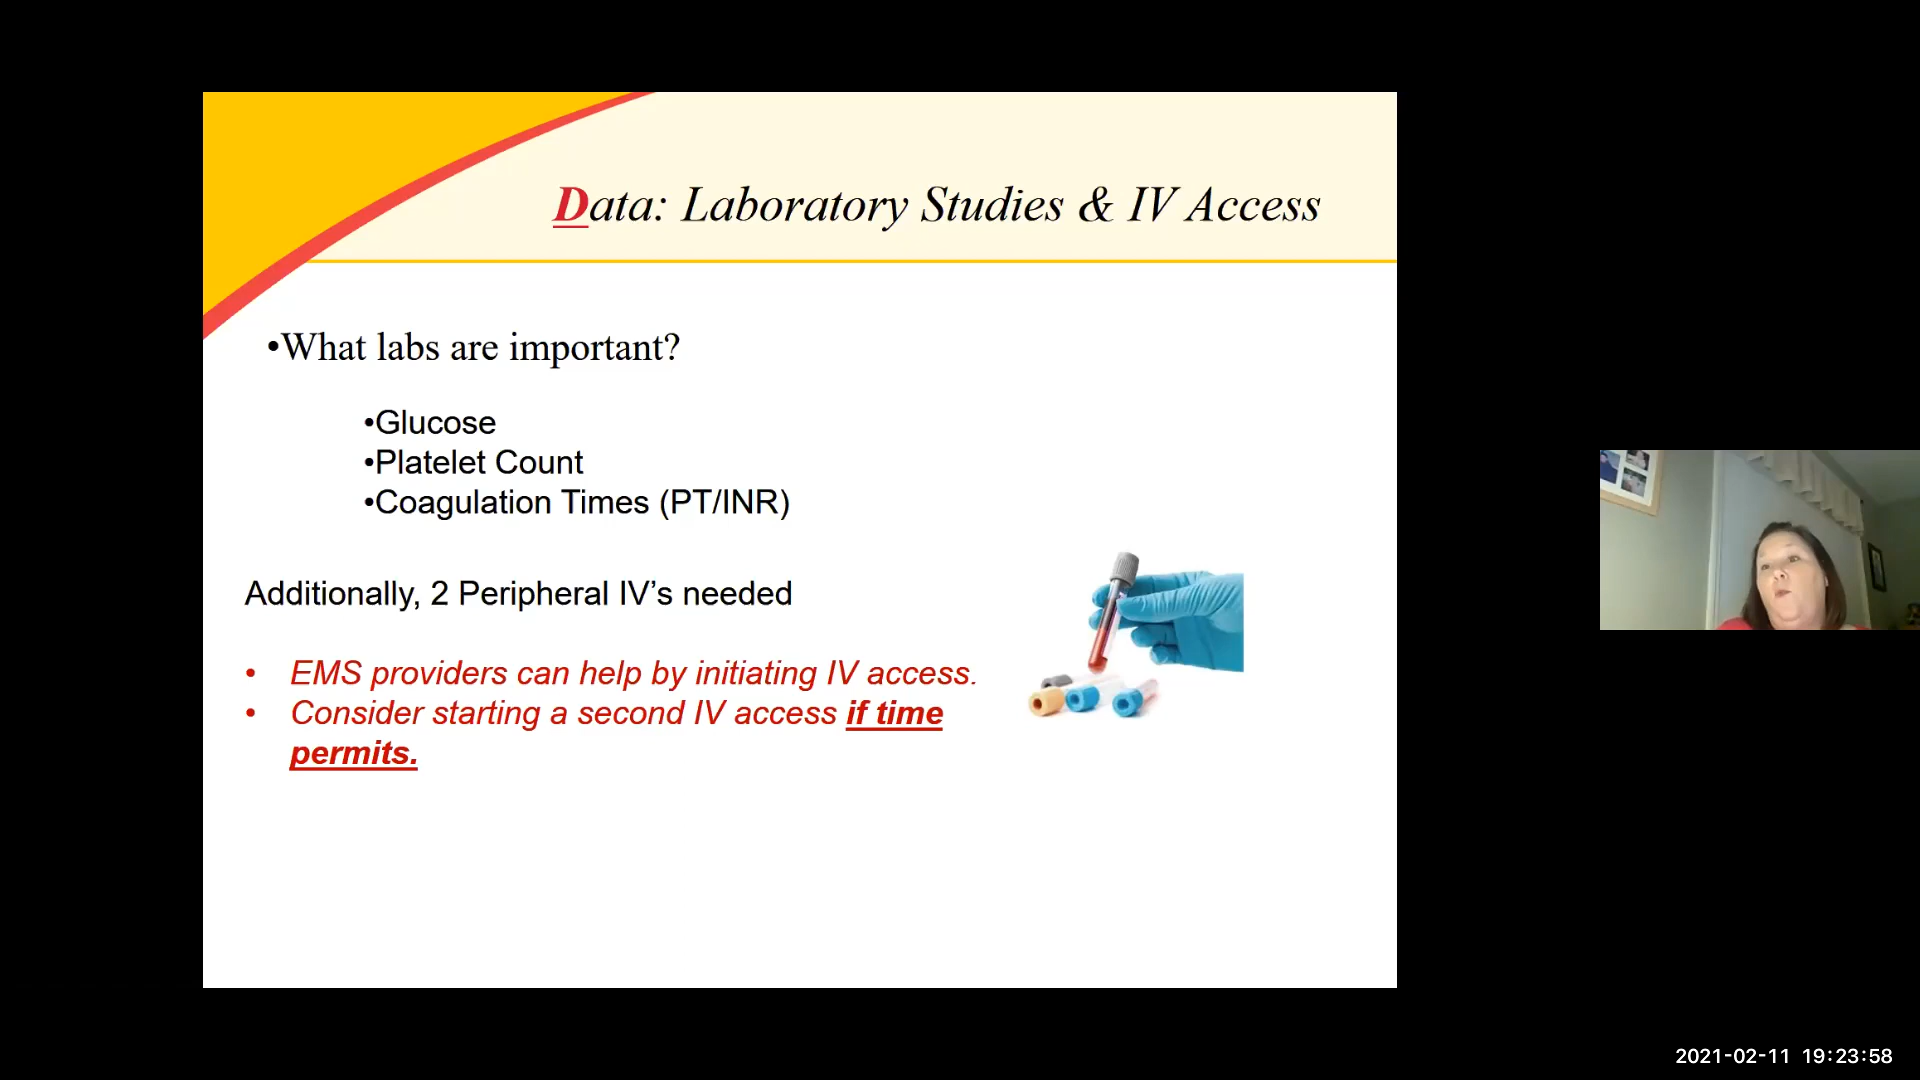 Data: Laboratory Studies & IV Access
•What labs are important?
•Glucose
•Platelet Count
•Coagulation Times (PT/INR)
Additionally, 2 Peripheral IV’s needed
• EMS providers can help by initiating IV access.
• Consider starting a second IV access if time
permits.
2021-02-11 19:23:58